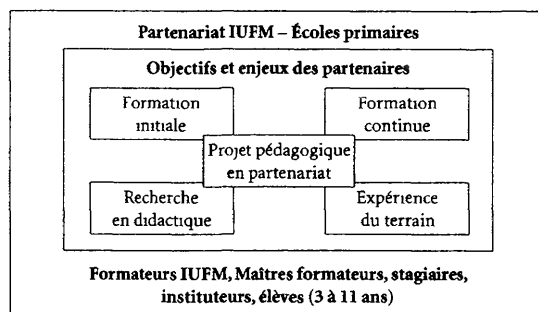 Partenariat IUFM – Écoles primaires
Objectifs et enjeux des partenaires
Formation
initiale
Formation
continue
Projet pédagogique
en partenariat
Recherche
en didactique
Expérience
du terrain
Formateurs IUFM, Maîtres formateurs, stagiaires,
instituteurs, élèves (3 à 11 ans)